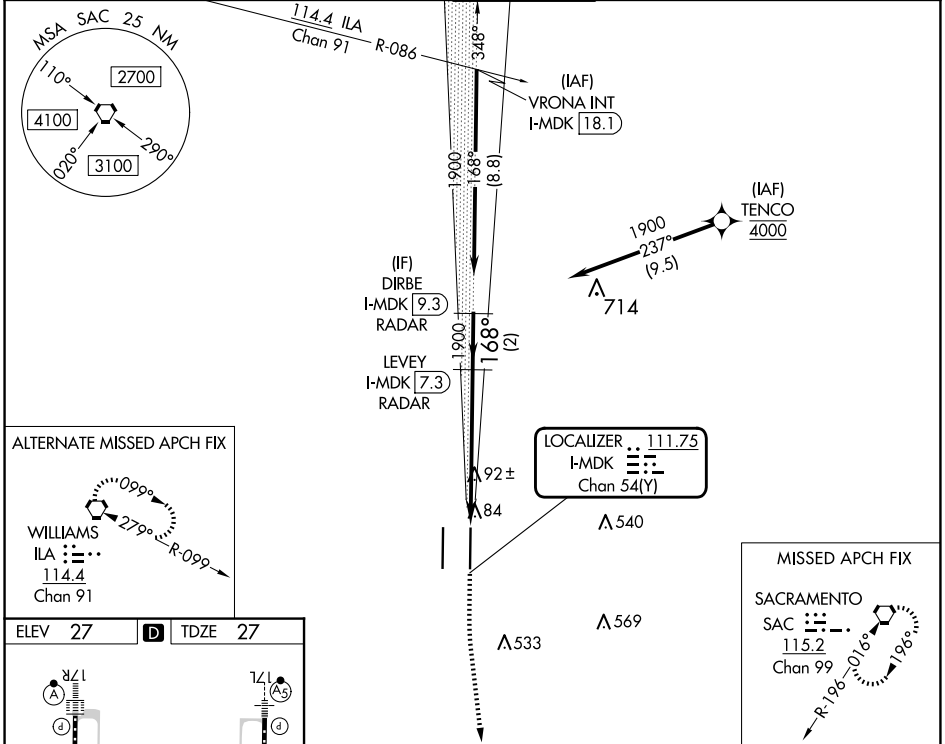 MSA SAC 25 NM
110°
2700
4100
020°
3100
290°
114.4 ILA
Chan 91
R-086
348°
(IAF)
VRONA INT
I-MDK 18.1
1900
168°
(8.8)
(IAF)
TENCO
4000
1900
237°
(9.5)
714
(IF)
DIRBE
I-MDK 9.3
RADAR
1900
168°
(2)
LEVEY
I-MDK 7.3
RADAR
LOCALIZER 111.75
I-MDK
Chan 54(Y)
92±
84
540
569
533
ALTERNATE MISSED APCH FIX
099°
279°
R-099
WILLIAMS
ILA
114.4
Chan 91
MISSED APCH FIX
SACRAMENTO
SAC
115.2
Chan 99
R-196
016°
196°
ELEV 27 D TDZE 27
17R
17L
A
A5
P
P